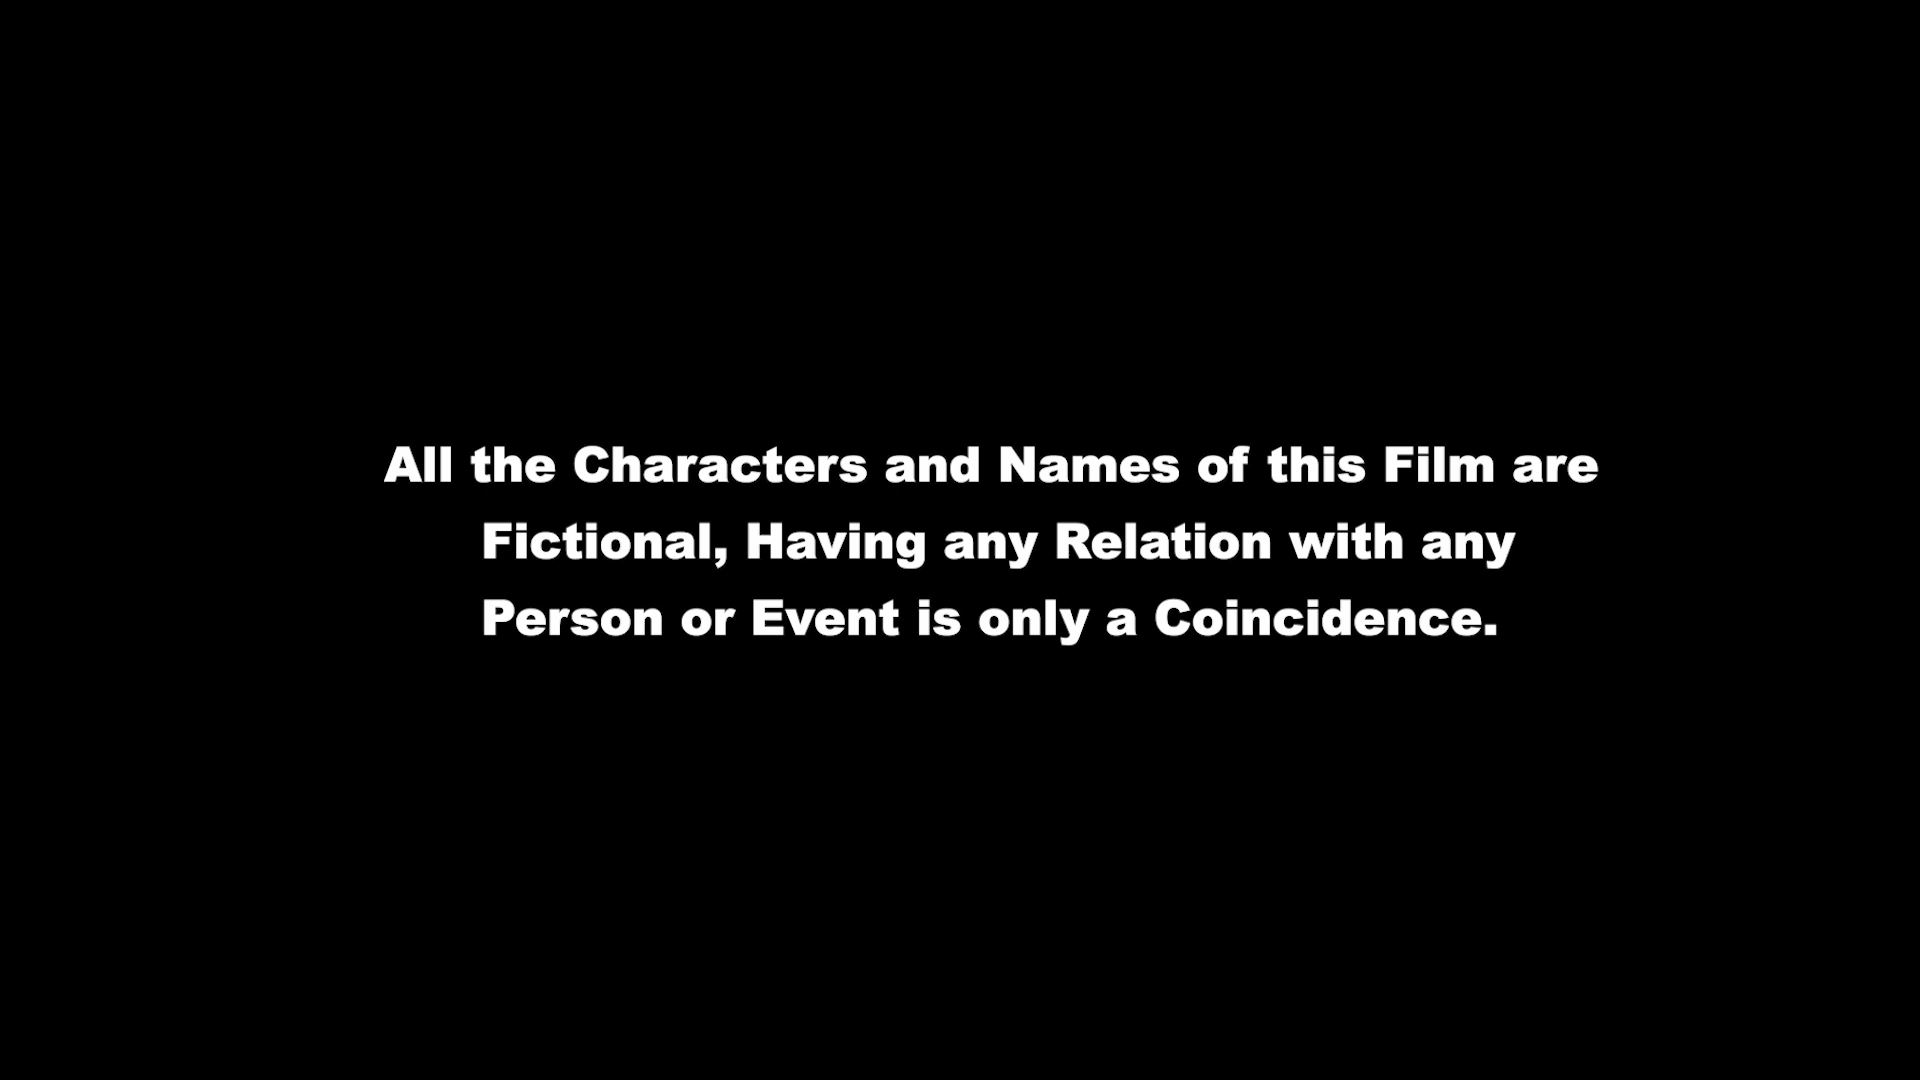 All the Characters and Names of this Film are
Fictional, Having any Relation with any
Person or Event is only a Coincidence.